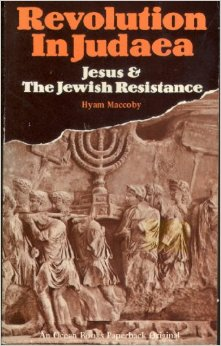 Revolution
In Judaea
Jesus &
The Jewish Resistance
Hyam Maccoby
An Ocean Books Paperback Original